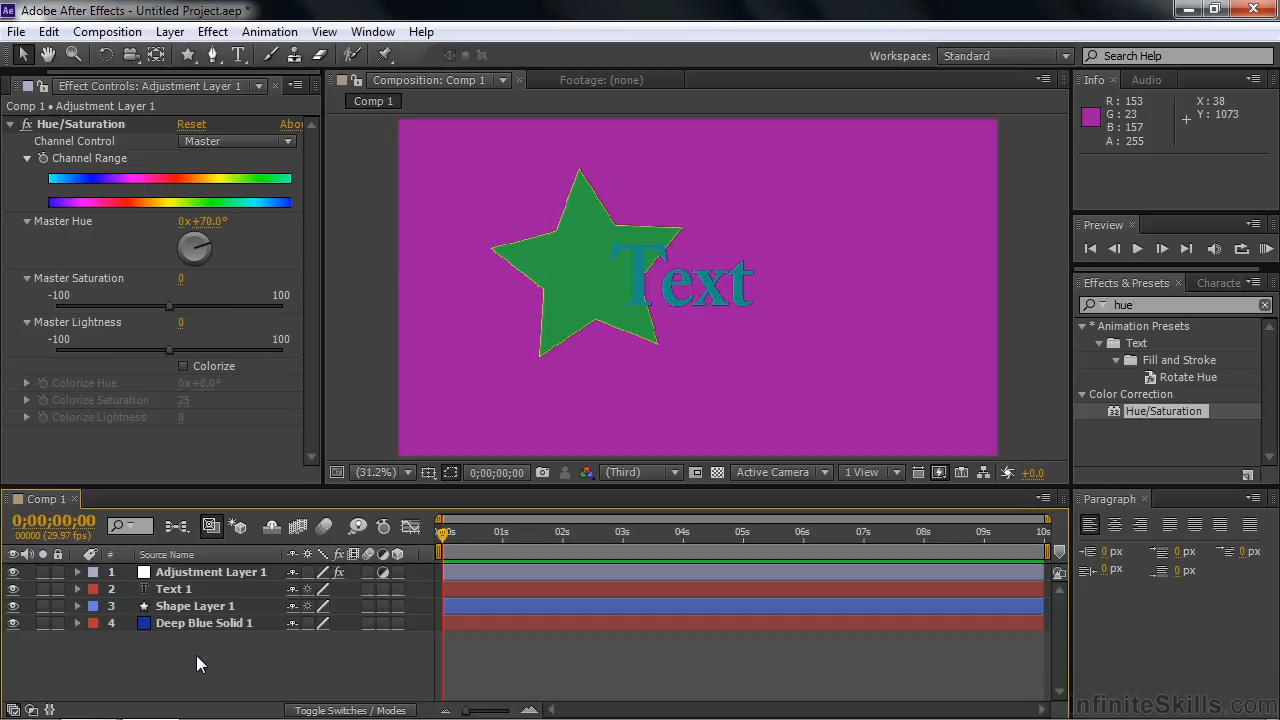 Adobe After Effects - Untitled Project.aep *
File Edit Composition Layer Effect Animation View Window Help
Workspace: Standard Search Help
Effect Controls: Adjustment Layer 1
Comp 1 • Adjustment Layer 1
Hue/Saturation Reset Abou
Channel Control Master
Channel Range
Master Hue 0x+70.0°
Master Saturation 0
-100 100
Master Lightness 0
-100 100
Colorize
Colorize Hue 0x+0.0°
Colorize Saturation 25
Colorize Lightness 0
Composition: Comp 1 Footage: (none)
Comp 1
Text
(31.2%) 0;00;00;00 (Third) Active Camera 1 View +0.0
Info Audio
R: 153 X: 38
G: 23 Y: 1073
B: 157
A: 255
Preview
Effects & Presets Characte
hue
* Animation Presets
Text
Fill and Stroke
Rotate Hue
Color Correction
32 Hue/Saturation
Comp 1
0;00;00;00
00000 (29.97 fps)
# Source Name
00s 01s 02s 03s 04s 05s 06s 07s 08s 09s 10s
1 Adjustment Layer 1
2 T Text 1
3 Shape Layer 1
4 Deep Blue Solid 1
Toggle Switches / Modes
Paragraph
0 px 0 px 0 px
0 px 0 px
InfiniteSkills.com